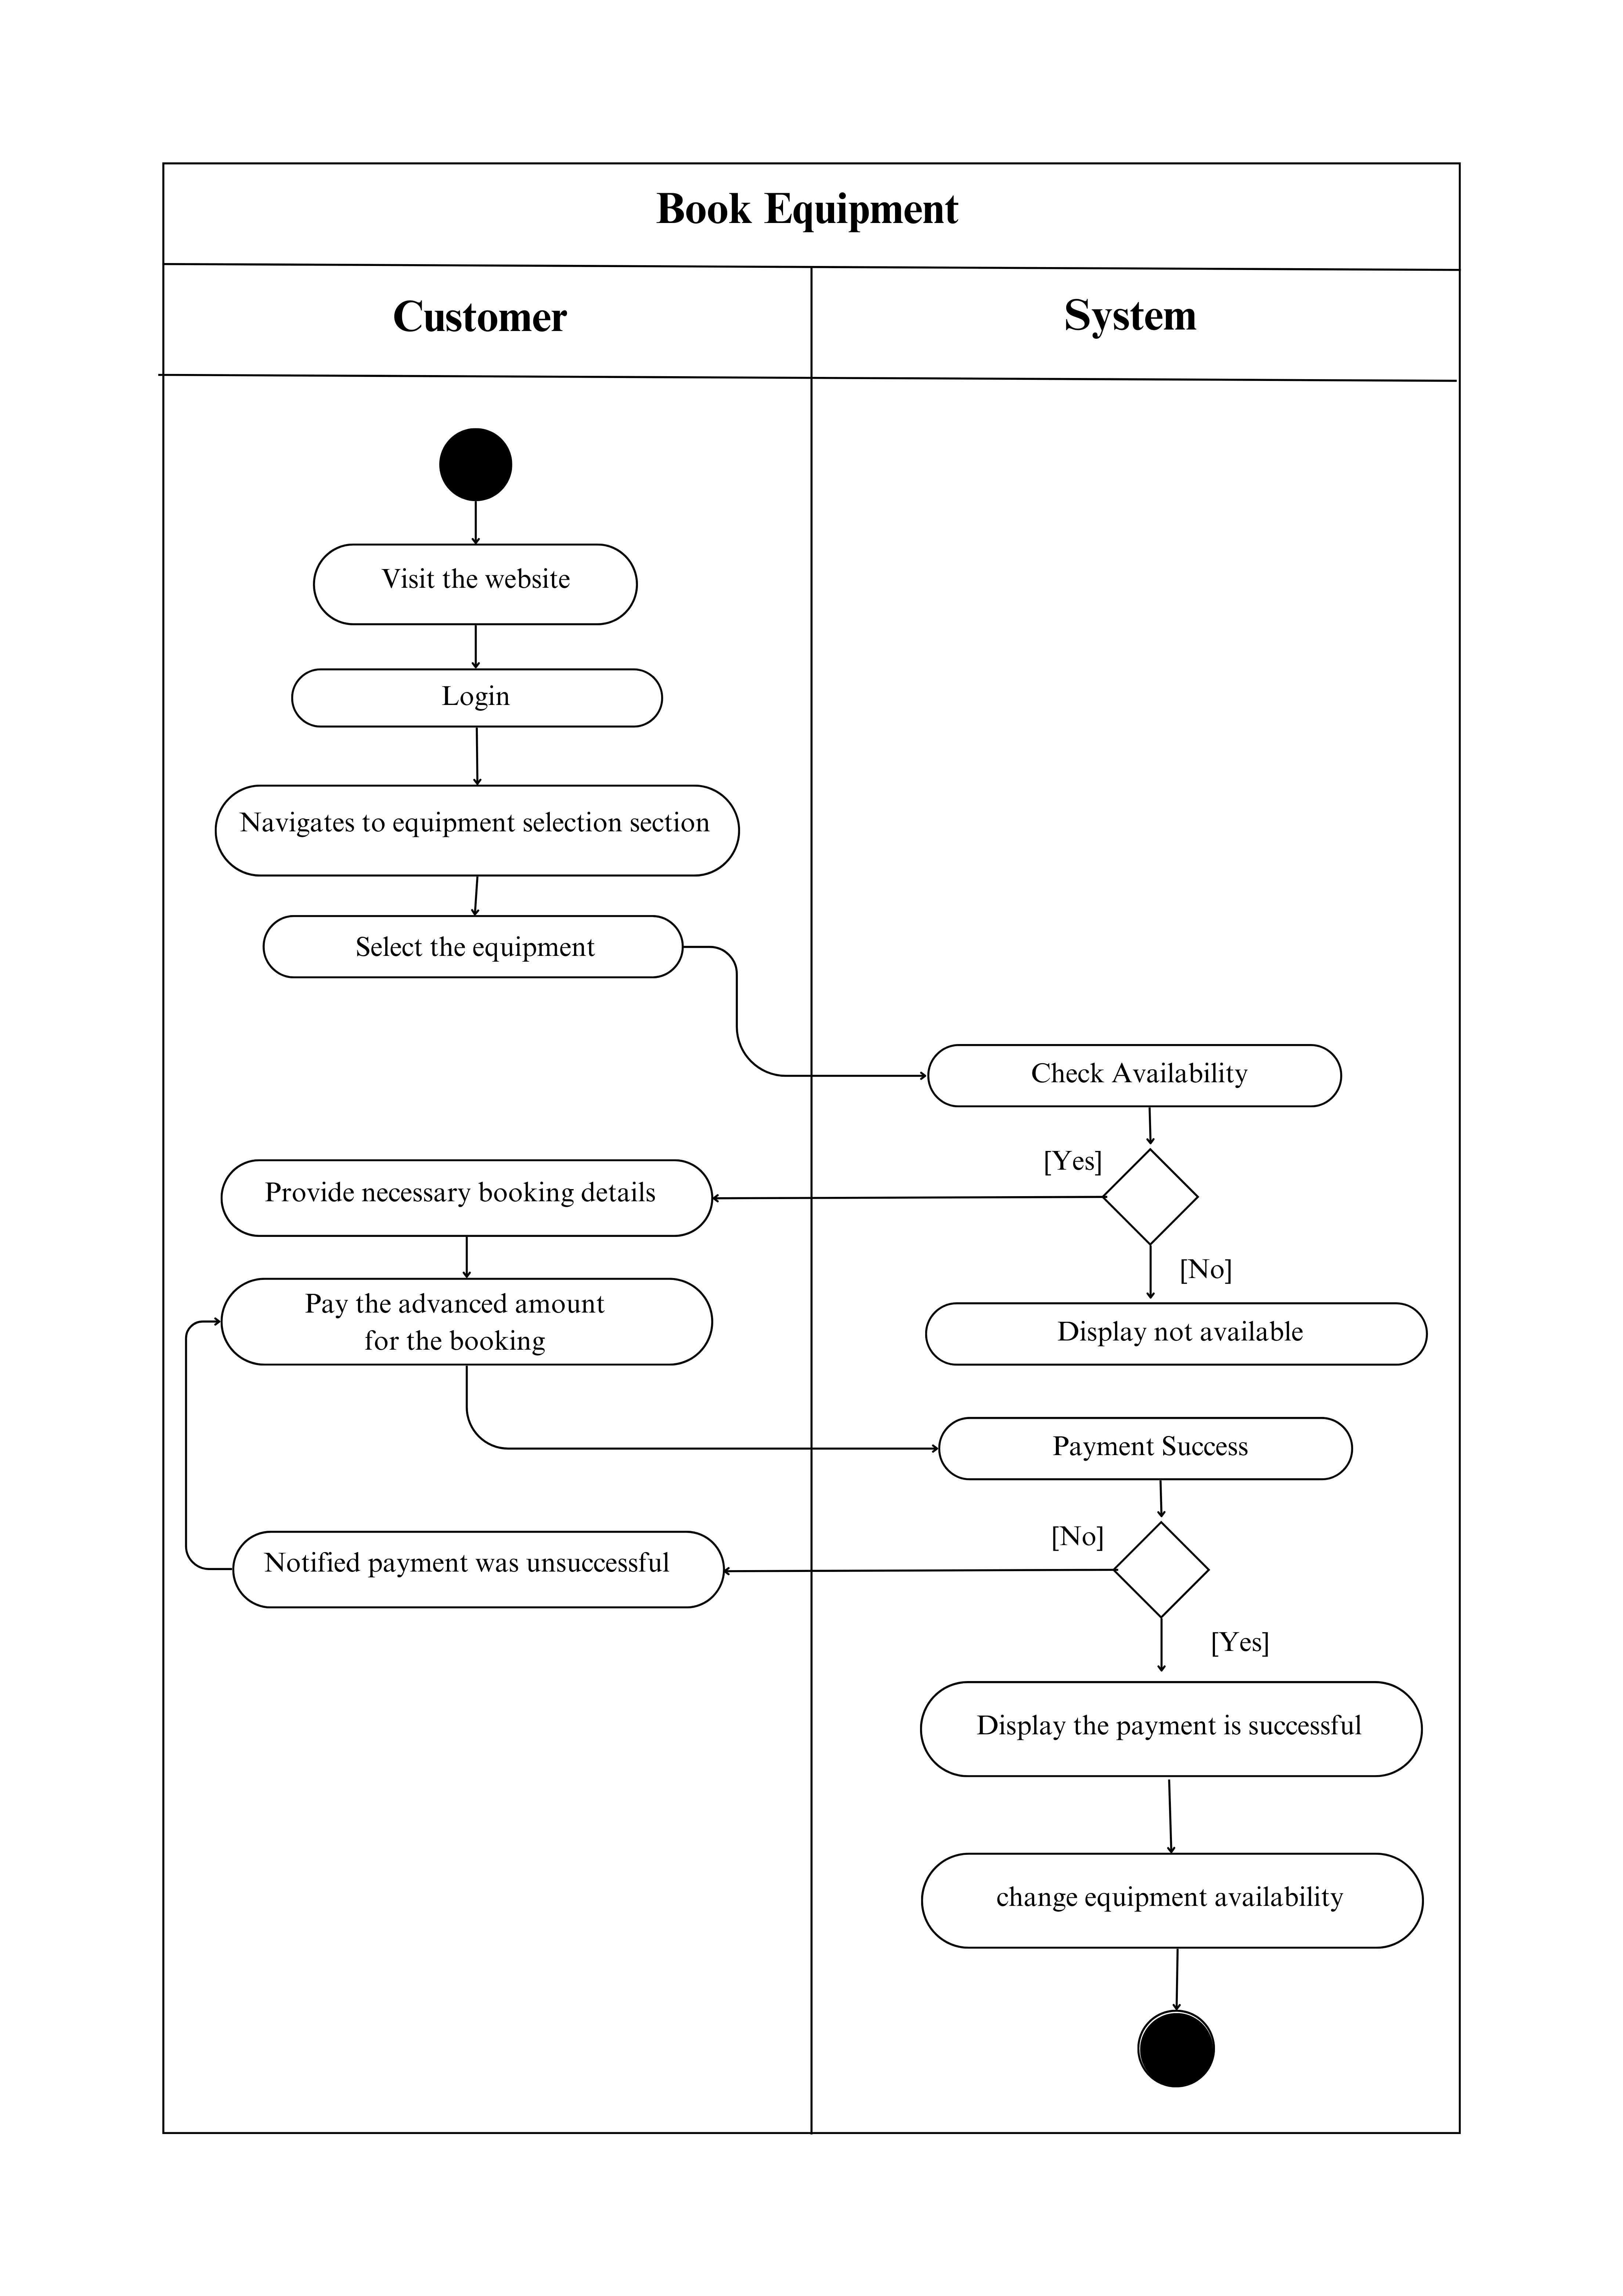 Book Equipment
Customer
System
Visit the website
Login
Navigates to equipment selection section
Select the equipment
Check Availability
[Yes]
Provide necessary booking details
[No]
Pay the advanced amount
for the booking
Display not available
Payment Success
[No]
Notified payment was unsuccessful
[Yes]
Display the payment is successful
change equipment availability